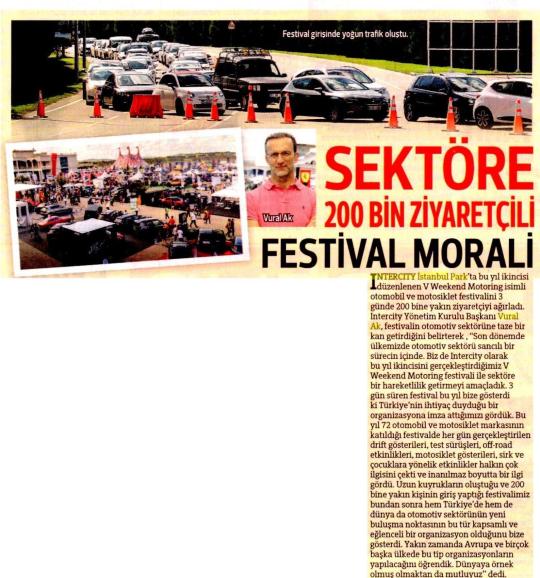 Festival girişinde yoğun trafik oluştu.
Vural Ak
SEKTÖRE
200 BİN ZİYARETÇİLİ
FESTİVAL MORALİ
INTERCITY İstanbul Park'ta bu yıl ikincisi
düzenlenen V Weekend Motoring isimli
otomobil ve motosiklet festivalini 3
günde 200 bine yakın ziyaretçiyi ağırladı.
Intercity Yönetim Kurulu Başkanı Vural
Ak, festivalin otomotiv sektörüne taze bir
kan getirdiğini belirterek , "Son dönemde
ülkemizde otomotiv sektörü sancılı bir
sürecin içinde. Biz de Intercity olarak
bu yıl ikincisini gerçekleştirdiğimiz V
Weekend Motoring festivali ile sektöre
bir hareketlilik getirmeyi amaçladık. 3
gün süren festival bu yıl bize gösterdi
ki Türkiye'nin ihtiyaç duyduğu bir
organizasyona imza attığımızı gördük. Bu
yıl 72 otomobil ve motosiklet markasının
katıldığı festivalde her gün gerçekleştirilen
drift gösterileri, test sürüşleri, off-road
etkinlikleri, motosiklet gösterileri, sirk ve
çocuklara yönelik etkinlikler halkın çok
ilgisini çekti ve inanılmaz boyutta bir ilgi
gördü. Uzun kuyrukların oluştuğu ve 200
bine yakın kişinin giriş yaptığı festivalimiz
bundan sonra hem Türkiye'de hem de
dünya da otomotiv sektörünün yeni
buluşma noktasının bu tür kapsamlı ve
eğlenceli bir organizasyon olduğunu bize
gösterdi. Yakın zamanda Avrupa ve birçok
başka ülkede bu tip organizasyonların
yapılacağını öğrendik. Dünyaya örnek
olmuş olmaktan da mutluyuz" dedi.